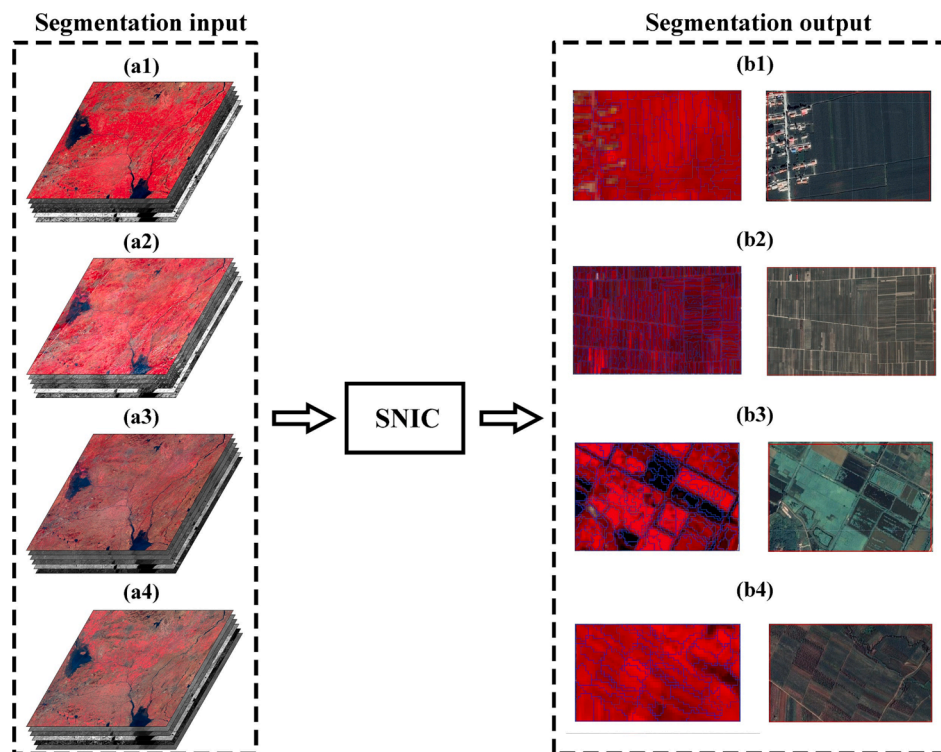 Segmentation input
Segmentation output
(a1)
(b1)
(a2)
(b2)
SNIC
(a3)
(b3)
(a4)
(b4)